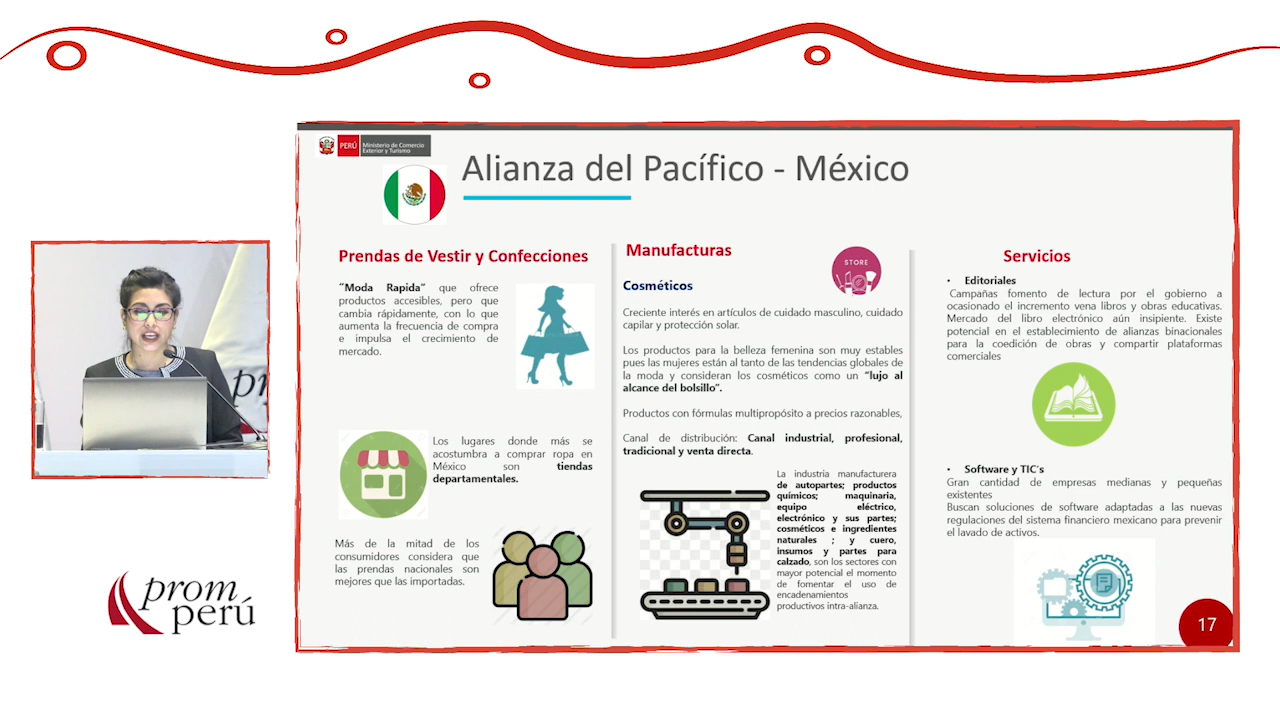 PERÚ
Ministerio de Comercio
Exterior y Turismo
Alianza del Pacífico - México
Prendas de Vestir y Confecciones
“Moda Rapida” que ofrece
productos accesibles, pero que
cambia rápidamente, con lo que
aumenta la frecuencia de compra
e impulsa el crecimiento de
mercado.
Los lugares donde más se
acostumbra a comprar ropa en
México son tiendas
departamentales.
Más de la mitad de los
consumidores considera que
las prendas nacionales son
mejores que las importadas.
Manufacturas
STORE
Cosméticos
Creciente interés en artículos de cuidado masculino, cuidado
capilar y protección solar.
Los productos para la belleza femenina son muy estables
pues las mujeres están al tanto de las tendencias globales de
la moda y consideran los cosméticos como un “lujo al
alcance del bolsillo”.
Productos con fórmulas multipropósito a precios razonables,
Canal de distribución: Canal industrial, profesional,
tradicional y venta directa.
La industria manufacturera
de autopartes; productos
químicos; maquinaria,
equipo eléctrico,
electrónico y sus partes;
cosméticos e ingredientes
naturales ; y cuero,
insumos y partes para
calzado, son los sectores con
mayor potencial el momento
de fomentar el uso de
encadenamientos
productivos intra-alianza.
Servicios
• Editoriales
Campañas fomento de lectura por el gobierno a
ocasionado el incremento vena libros y obras educativas.
Mercado del libro electrónico aún insipiente. Existe
potencial en el establecimiento de alianzas binacionales
para la coedición de obras y compartir plataformas
comerciales
• Software y TIC's
Gran cantidad de empresas medianas y pequeñas
existentes
Buscan soluciones de software adaptadas a las nuevas
regulaciones del sistema financiero mexicano para prevenir
el lavado de activos.
17
prom
perú